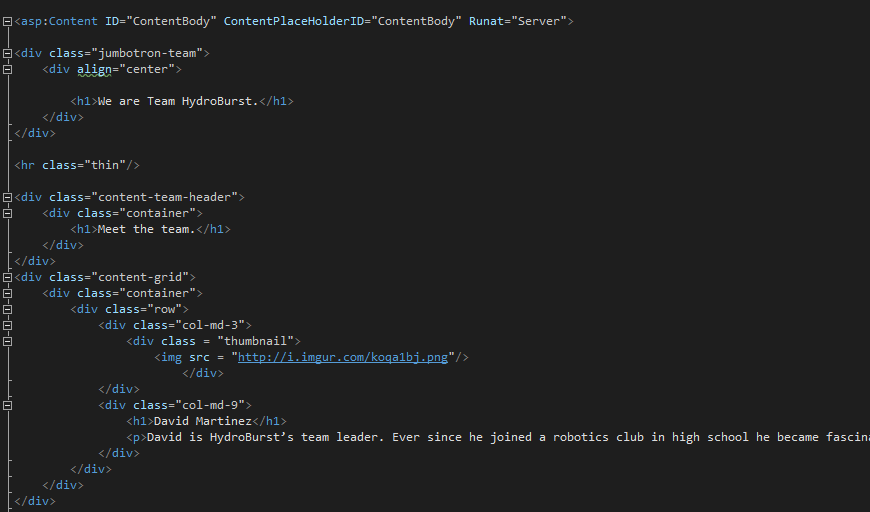 <asp:Content ID="ContentBody" ContentPlaceHolderID="ContentBody" Runat="Server">
<div class="jumbotron-team">
<div align="center">
<h1>We are Team HydroBurst.</h1>
</div>
</div>
<hr class="thin"/>
<div class="content-team-header">
<div class="container">
<h1>Meet the team.</h1>
</div>
</div>
<div class="content-grid">
<div class="container">
<div class="row">
<div class="col-md-3">
<div class = "thumbnail">
<img src = "http://i.imgur.com/koqa1bj.png"/>
</div>
</div>
<div class="col-md-9">
<h1>David Martinez</h1>
<p>David is HydroBurst’s team leader. Ever since he joined a robotics club in high school he became fascina
</div>
</div>
</div>
</div>